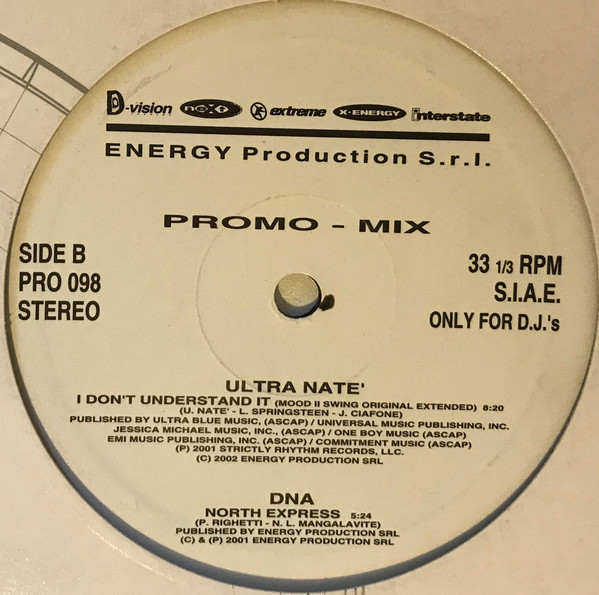 D-vision next extreme X-ENERGY interstate
ENERGY Production S.r.l.
PROMO - MIX
SIDE B
PRO 098
STEREO
33 1/3 RPM
S.I.A.E.
ONLY FOR D.J.'s
ULTRA NATE'
I DON'T UNDERSTAND IT (MOOD II SWING ORIGINAL EXTENDED) 8:20
(U. NATE' - L. SPRINGSTEEN - J. CIAFONE)
PUBLISHED BY ULTRA BLUE MUSIC, (ASCAP) / UNIVERSAL MUSIC PUBLISHING, INC.
JESSICA MICHAEL MUSIC, INC., (ASCAP) / ONE BOY MUSIC (ASCAP)
EMI MUSIC PUBLISHING, INC. (ASCAP) / COMMITMENT MUSIC (ASCAP)
(P) 2001 STRICTLY RHYTHM RECORDS, LLC.
(C) 2002 ENERGY PRODUCTION SRL
DNA
NORTH EXPRESS 5:24
(P. RIGHETTI - N. L. MANGALAVITE)
PUBLISHED BY ENERGY PRODUCTION SRL
(C) & (P) 2001 ENERGY PRODUCTION SRL